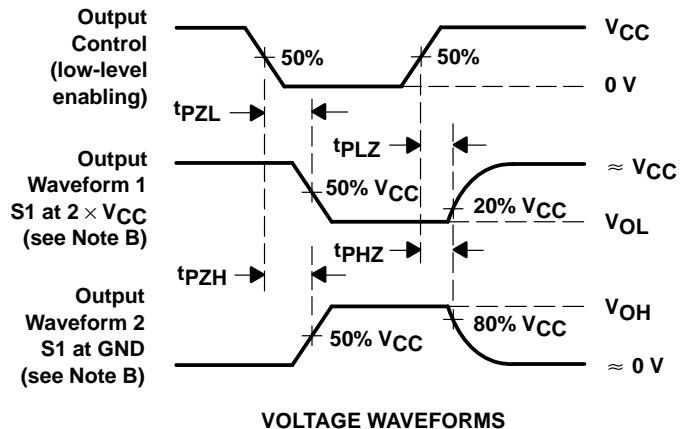 Output
Control
(low-level
enabling)
50%
50%
VCC
0 V
tPZL
tPLZ
Output
Waveform 1
S1 at 2 × VCC
(see Note B)
50% VCC
20% VCC
≈ VCC
VOL
tPZH
tPHZ
Output
Waveform 2
S1 at GND
(see Note B)
50% VCC
80% VCC
VOH
≈ 0 V
VOLTAGE WAVEFORMS